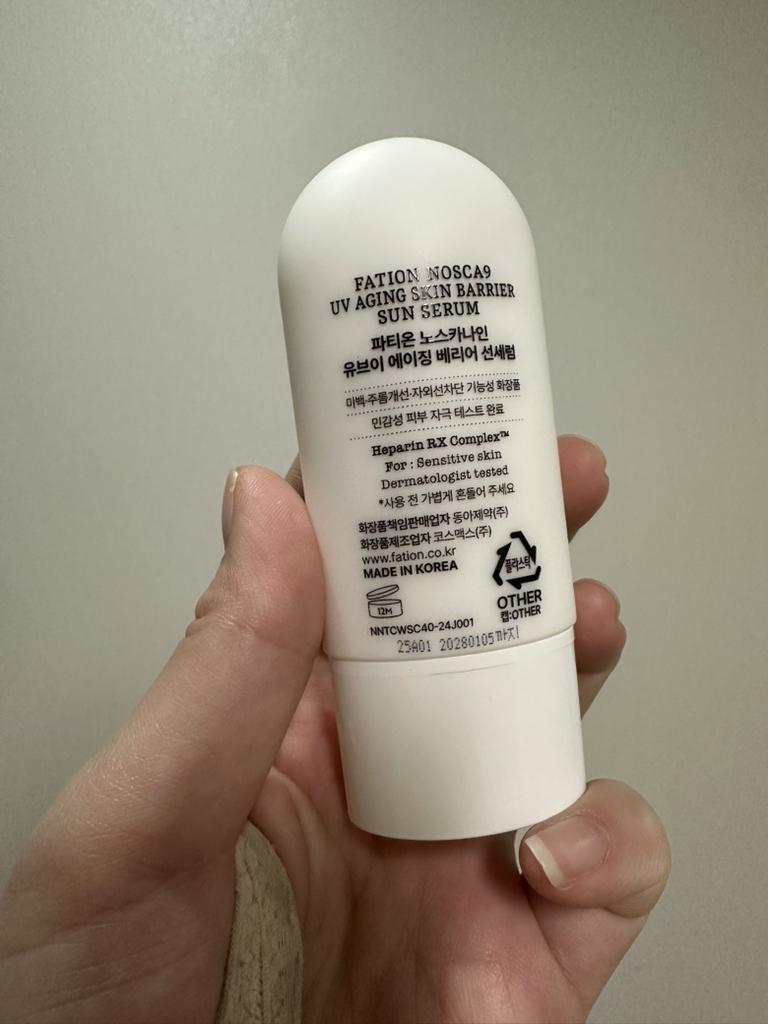 FATION NOSCA9
UV AGING SKIN BARRIER
SUN SERUM
파티온 노스카나인
유브이 에이징 베리어 선세럼
미백·주름개선·자외선차단 기능성 화장품
민감성 피부 자극 테스트 완료
Heparin RX Complex™
For : Sensitive skin
Dermatologist tested
*사용 전 가볍게 흔들어 주세요
화장품책임판매업자 동아제약(주)
화장품제조업자 코스맥스(주)
www.fation.co.kr
MADE IN KOREA
플라스틱
OTHER
캡:OTHER
12M
NNTCWSC40-24J001
25A01 20280105까지